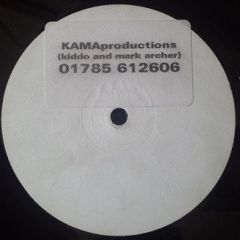 KAMAproductions
(kiddo and mark archer)
01785 612606